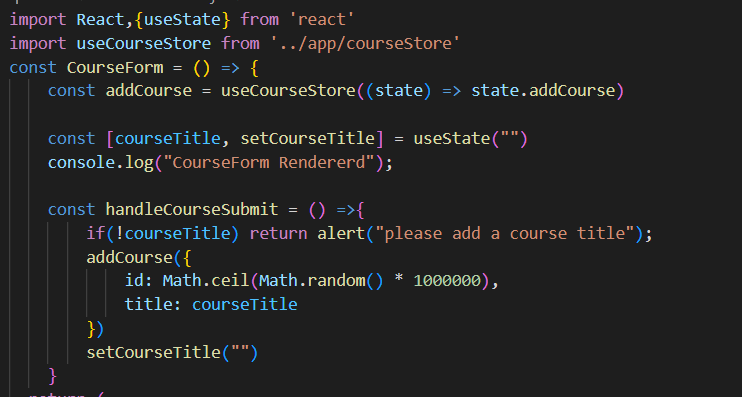 import React,{useState} from 'react'
import useCourseStore from '../app/courseStore'
const CourseForm = () => {
    const addCourse = useCourseStore((state) => state.addCourse)

    const [courseTitle, setCourseTitle] = useState("")
    console.log("CourseForm Rendererd");

    const handleCourseSubmit = () =>{
        if(!courseTitle) return alert("please add a course title");
        addCourse({
            id: Math.ceil(Math.random() * 1000000),
            title: courseTitle
        })
        setCourseTitle("")
    }
  return (